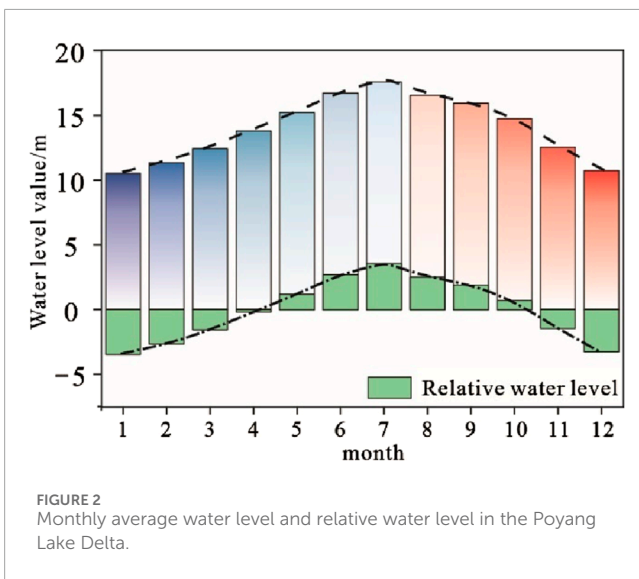 20
15
10
5
0
−5
Water level value/m
Relative water level
1 2 3 4 5 6 7 8 9 10 11 12
month
FIGURE 2
Monthly average water level and relative water level in the Poyang
Lake Delta.